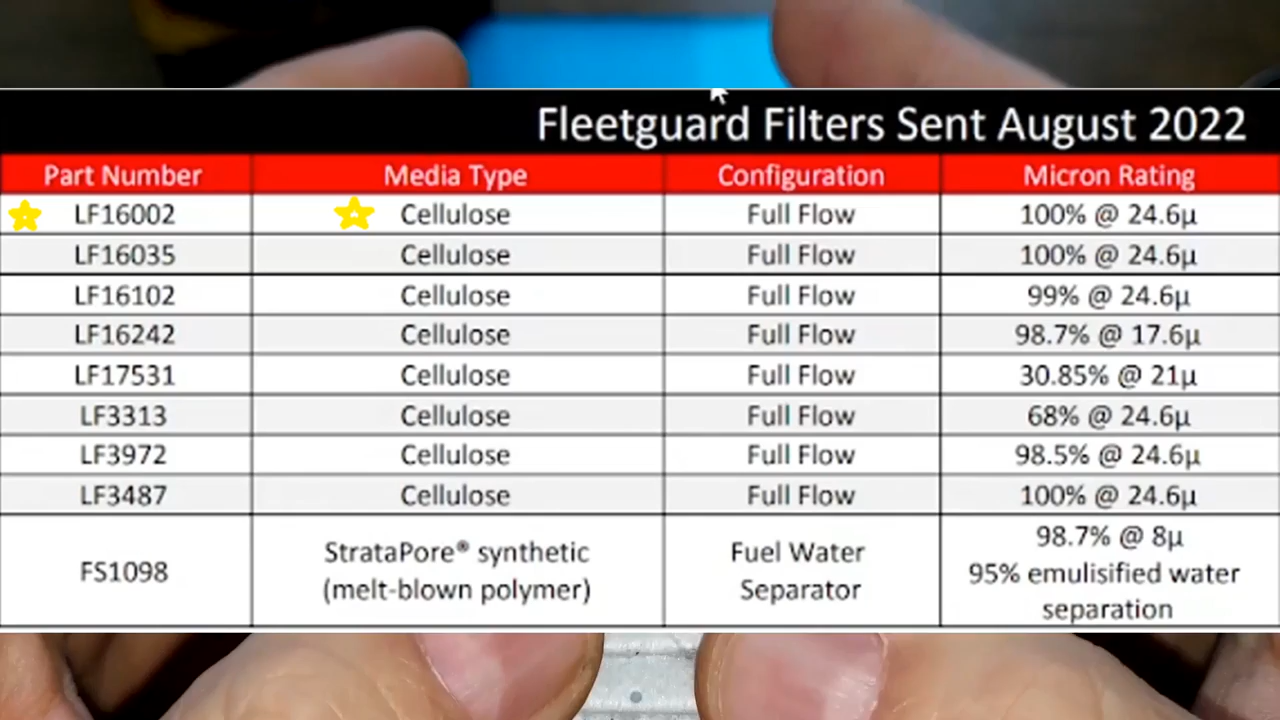 Fleetguard Filters Sent August 2022
Part Number Media Type Configuration Micron Rating
LF16002 Cellulose Full Flow 100% @ 24.6µ
LF16035 Cellulose Full Flow 100% @ 24.6µ
LF16102 Cellulose Full Flow 99% @ 24.6µ
LF16242 Cellulose Full Flow 98.7% @ 17.6µ
LF17531 Cellulose Full Flow 30.85% @ 21µ
LF3313 Cellulose Full Flow 68% @ 24.6µ
LF3972 Cellulose Full Flow 98.5% @ 24.6µ
LF3487 Cellulose Full Flow 100% @ 24.6µ
FS1098
StrataPore® synthetic
(melt-blown polymer)
Fuel Water
Separator
98.7% @ 8µ
95% emulisified water
separation